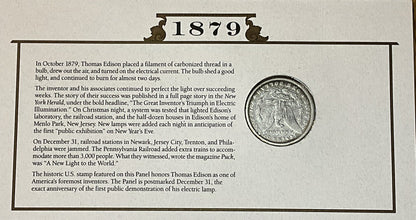 1879
In October 1879, Thomas Edison placed a filament of carbonized thread in a
bulb, drew out the air, and turned on the electrical current. The bulb shed a good
light, and continued to burn for almost two days.
The inventor and his associates continued to perfect the light over succeeding
weeks. The story of their success was published in a full page story in the New
York Herald, under the bold headline, "The Great Inventor's Triumph in Electric
Illumination." On Christmas night, a system was tested that lighted Edison's
laboratory, the railroad station, and the half-dozen houses in Edison's home of
Menlo Park, New Jersey. New lamps were added each night in anticipation of
the first "public exhibition" on New Year's Eve.
On December 31, railroad stations in Newark, Jersey City, Trenton, and Phila-
delphia were jammed. The Pennsylvania Railroad added extra trains to accom-
modate more than 3,000 people. What they witnessed, wrote the magazine Puck,
was "A New Light to the World."
The historic U.S. stamp featured on this Panel honors Thomas Edison as one of
America's foremost inventors. The Panel is postmarked December 31, the
exact anniversary of the first public demonstration of his electric lamp.